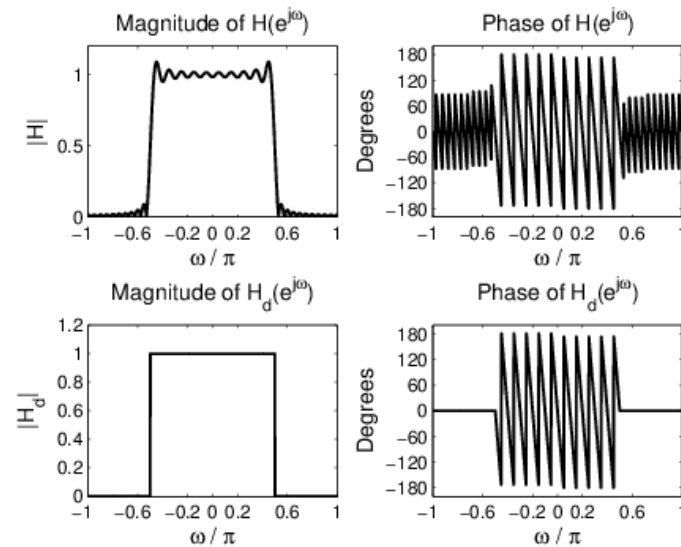 Magnitude of H(e^jω)
|H|
1
0.5
0
−1 −0.6 −0.2 0 0.2 0.6 1
ω / π
Phase of H(e^jω)
Degrees
180
120
60
0
−60
−120
−180
−1 −0.6 −0.2 0 0.2 0.6 1
ω / π
Magnitude of H_d(e^jω)
|H_d|
1.2
1
0.8
0.6
0.4
0.2
0
−1 −0.6 −0.2 0 0.2 0.6 1
ω / π
Phase of H_d(e^jω)
Degrees
180
120
60
0
−60
−120
−180
−1 −0.6 −0.2 0 0.2 0.6 1
ω / π